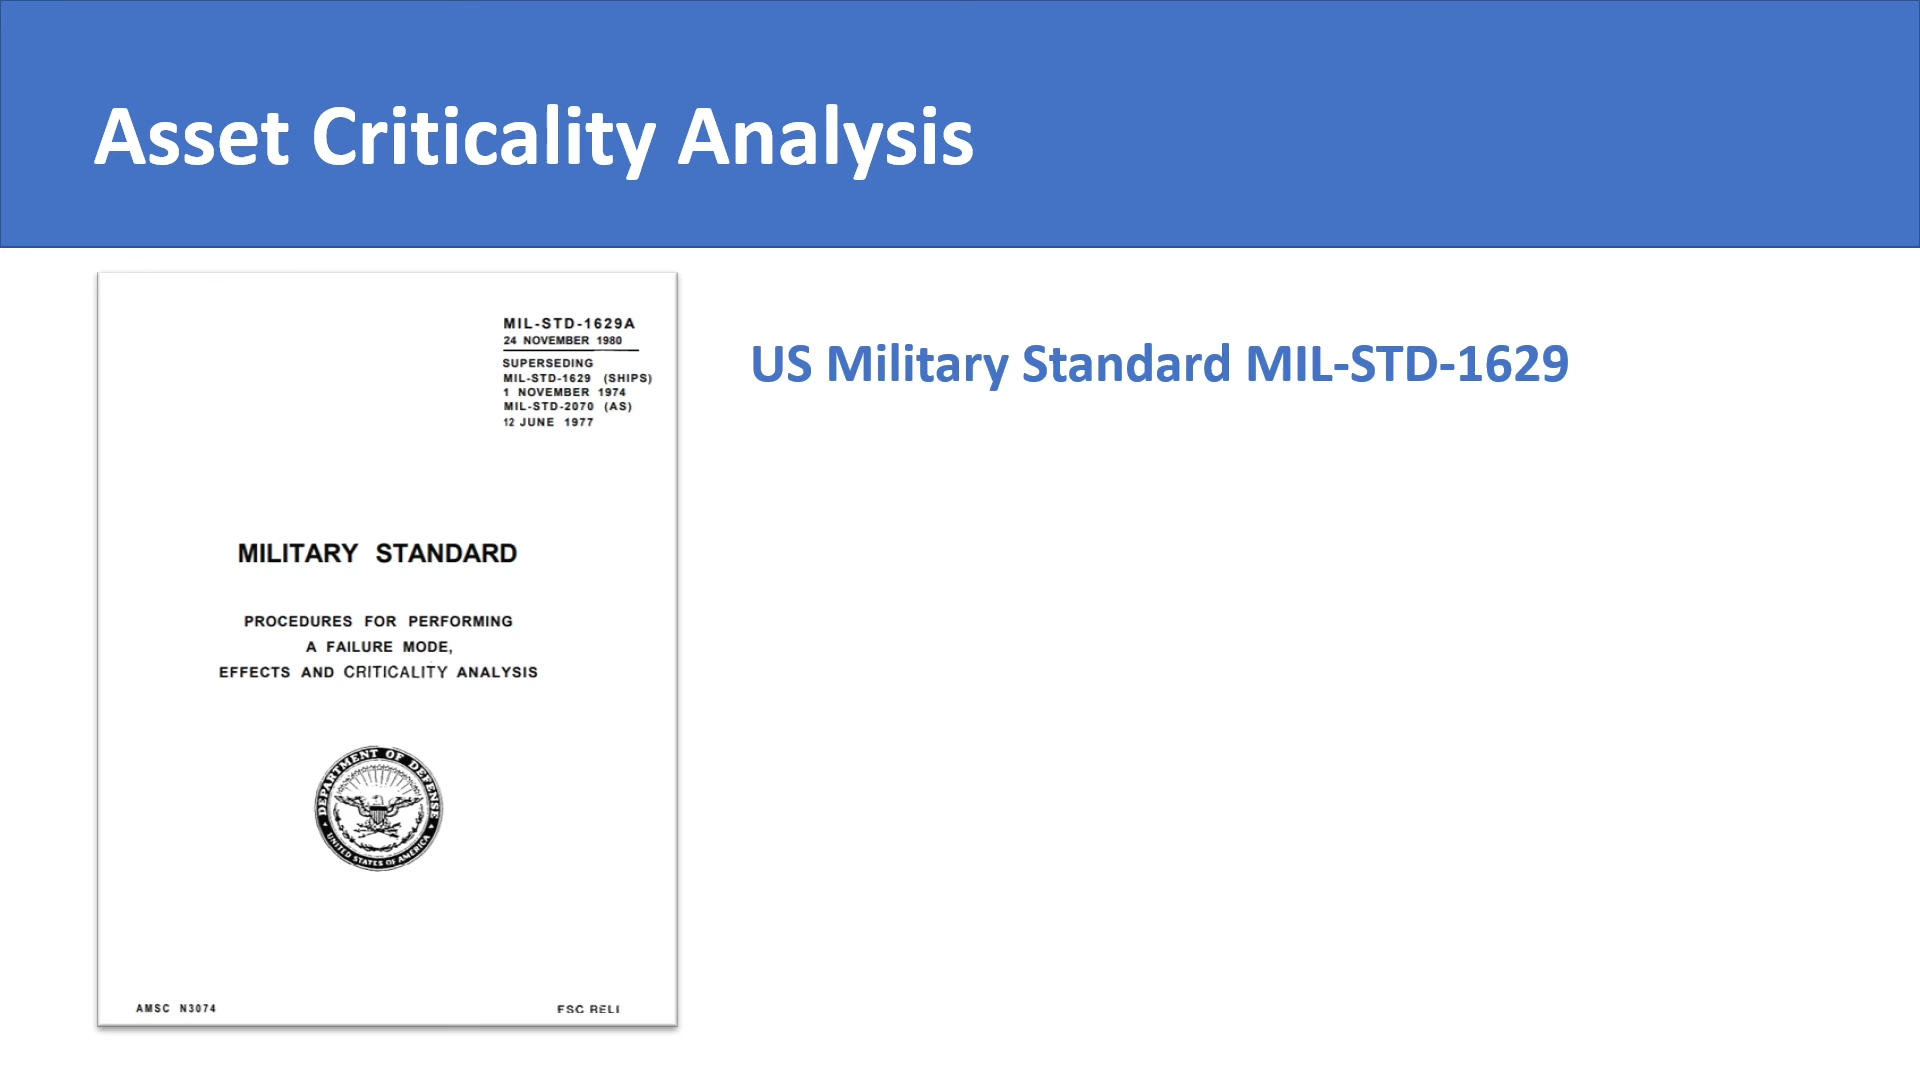 Asset Criticality Analysis
MIL-STD-1629A
24 NOVEMBER 1980
SUPERSEDING
MIL-STD-1629 (SHIPS)
1 NOVEMBER 1974
MIL-STD-2070 (AS)
12 JUNE 1977
MILITARY STANDARD
PROCEDURES FOR PERFORMING
A FAILURE MODE,
EFFECTS AND CRITICALITY ANALYSIS
DEPARTMENT OF DEFENSE
UNITED STATES OF AMERICA
AMSC N3074
FSC RELI
US Military Standard MIL-STD-1629